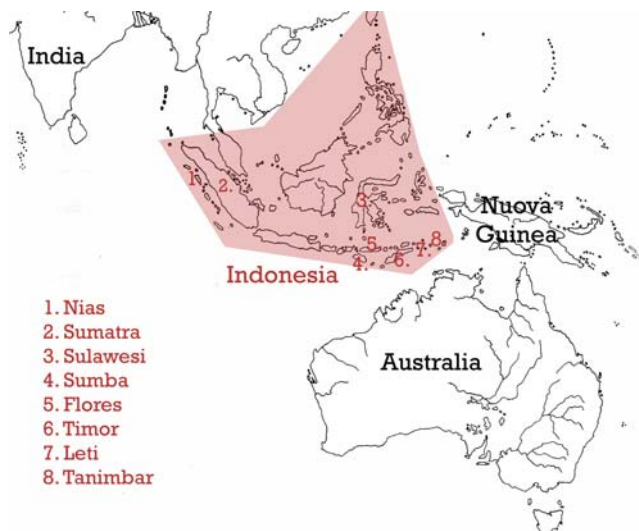 India
1.
2.
3.
Nuova
Guinea
5.
8.
7.
4.
6.
Indonesia
1. Nias
2. Sumatra
3. Sulawesi
4. Sumba
5. Flores
6. Timor
7. Leti
8. Tanimbar
Australia